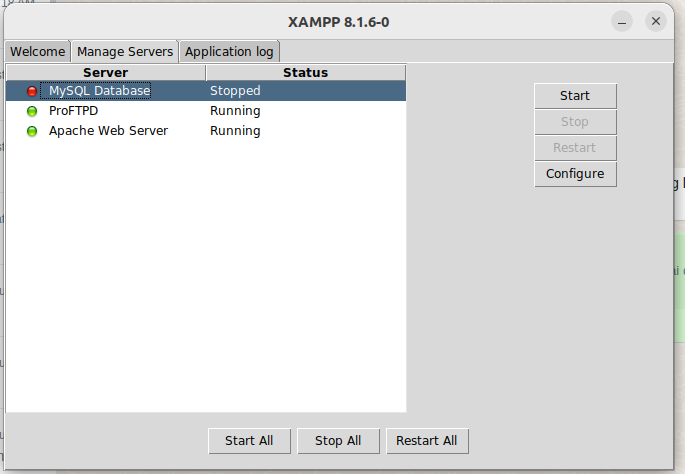 XAMPP 8.1.6-0
Welcome Manage Servers Application log
Server Status
MySQL Database Stopped
ProFTPD Running
Apache Web Server Running
Start
Stop
Restart
Configure
Start All Stop All Restart All